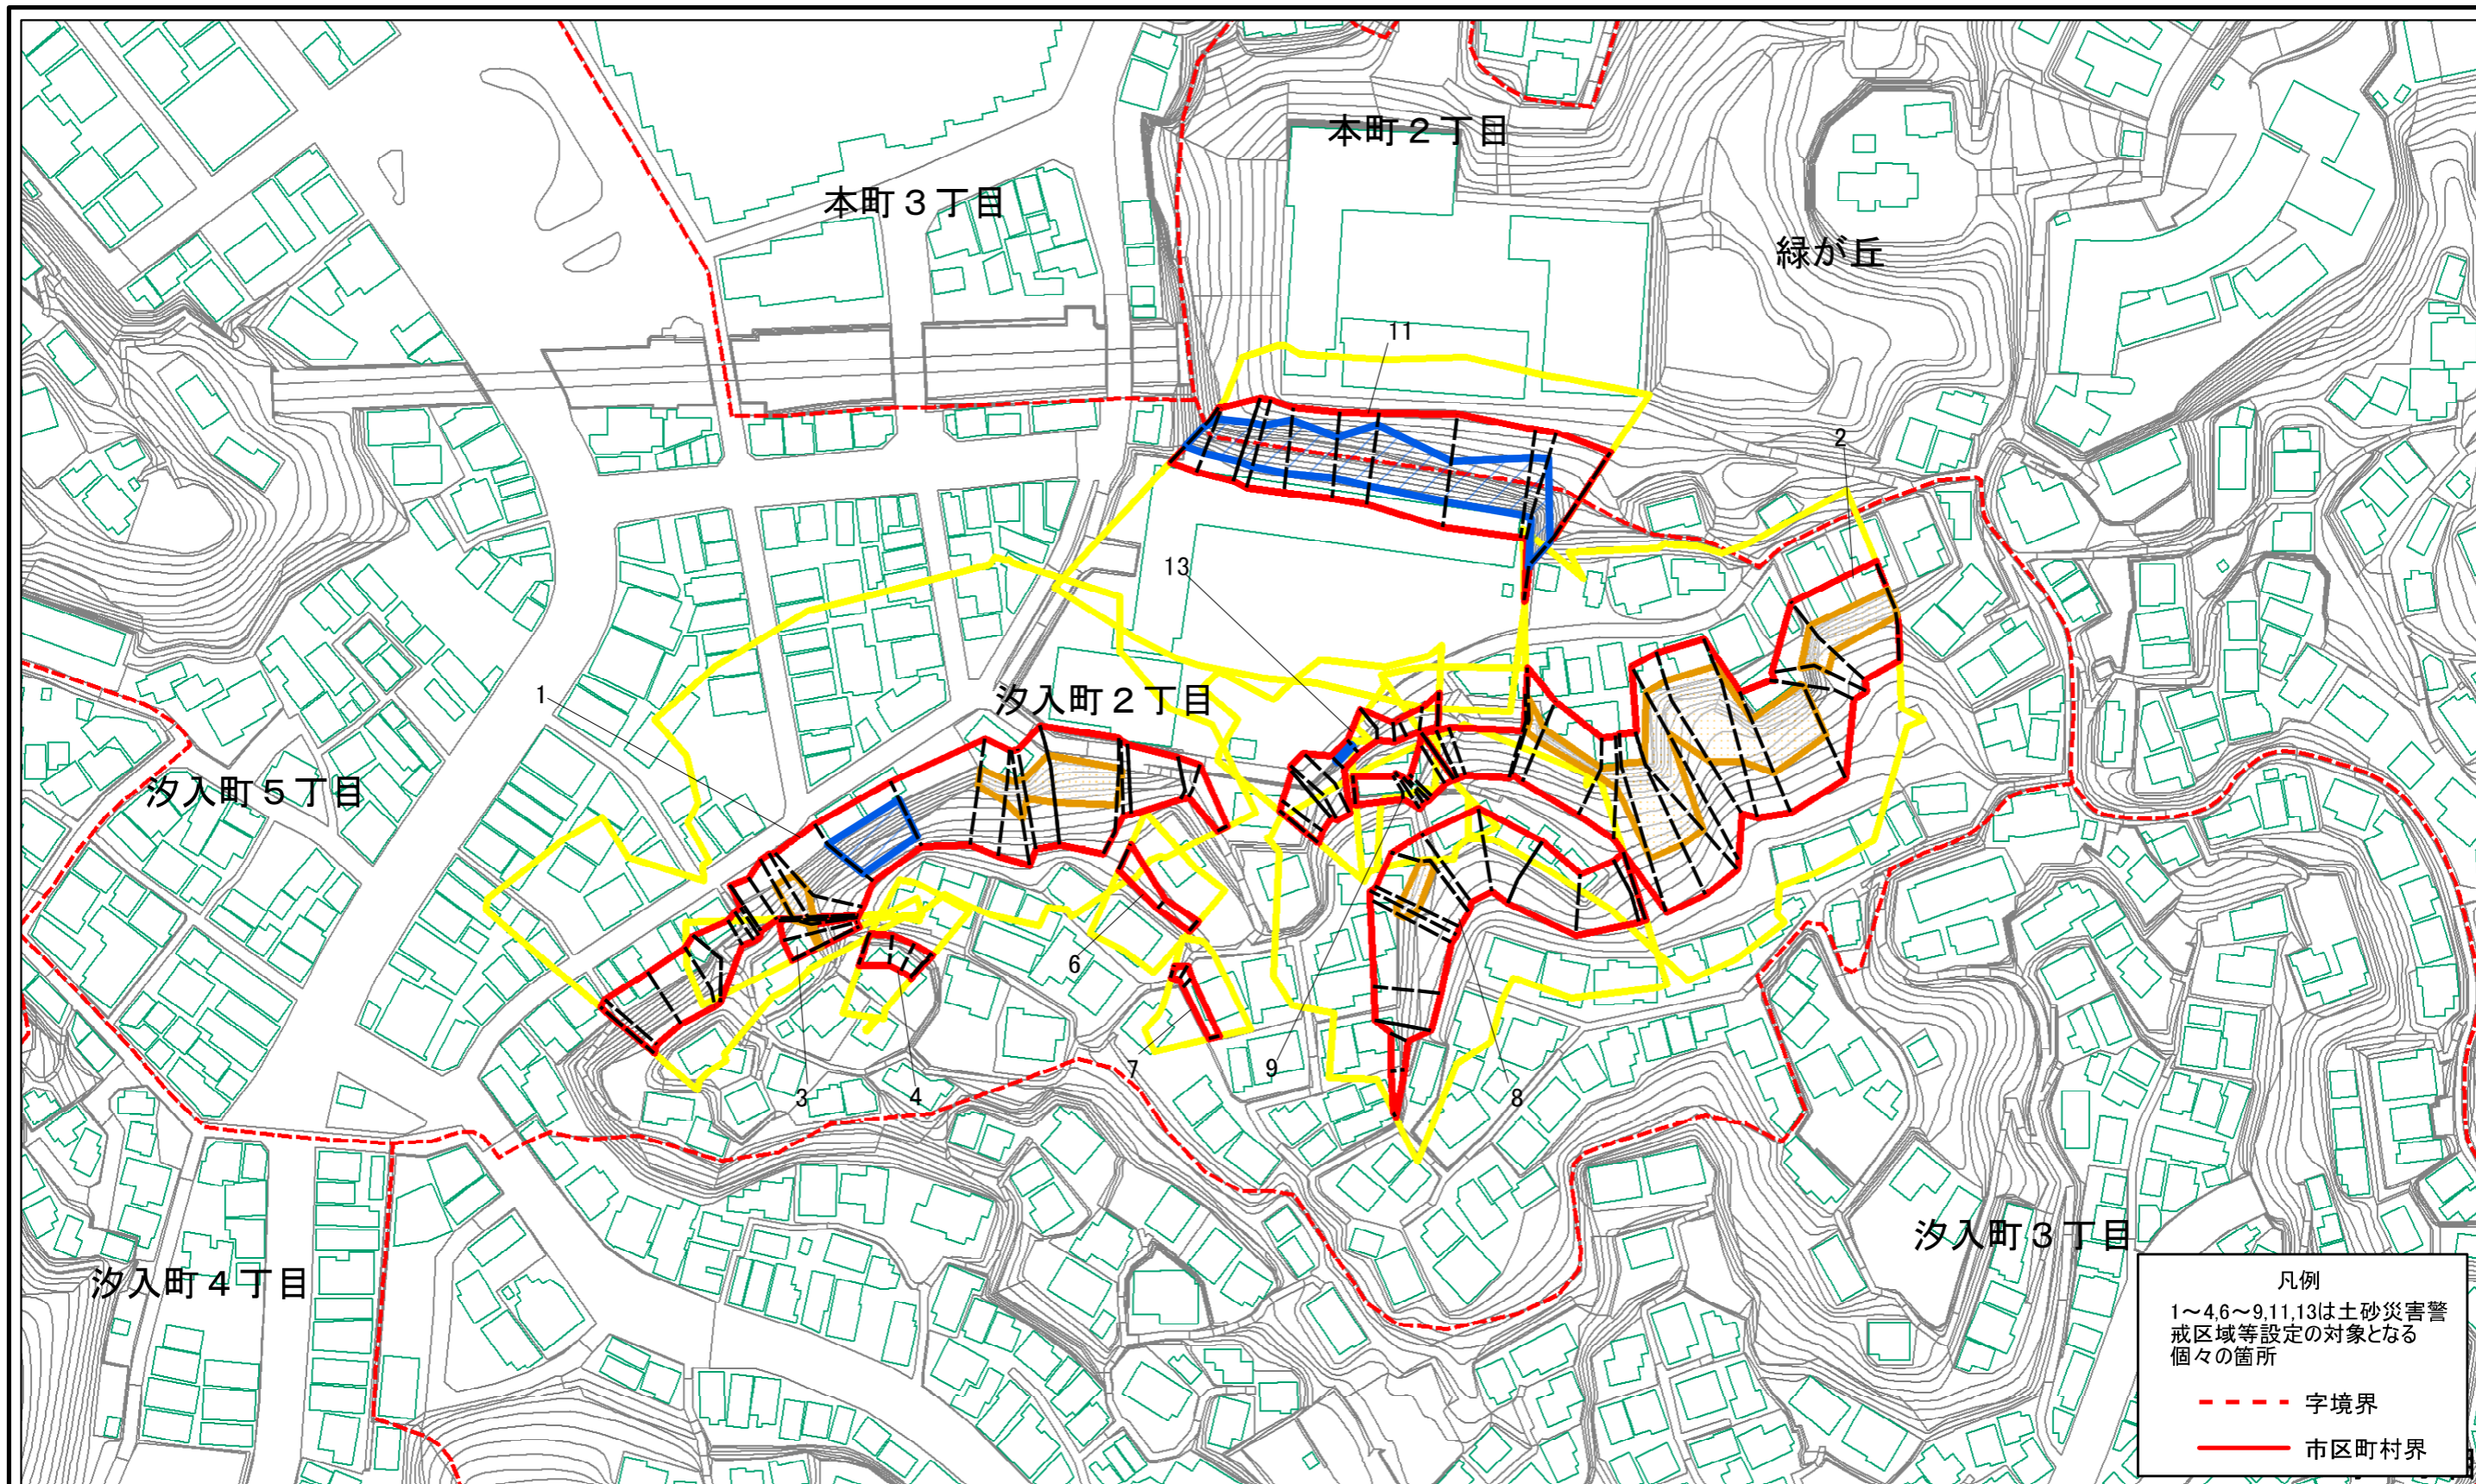 本町２丁目
本町３丁目
緑が丘
11
2
13
1
汐入町２丁目
汐入町５丁目
6
7
9
3
4
8
汐入町３丁目
汐入町４丁目
凡例
1～4,6～9,11,13は土砂災害警
戒区域等設定の対象となる
個々の箇所
字境界
市区町村界